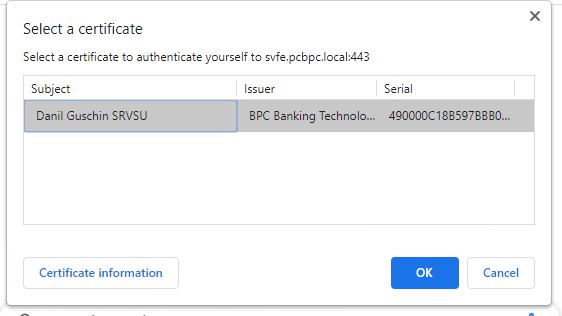 Select a certificate
Select a certificate to authenticate yourself to svfe.pcbpc.local:443
Subject Issuer Serial
Danil Guschin SRVSU BPC Banking Technolo... 490000C18B597BBB0...
Certificate information OK Cancel